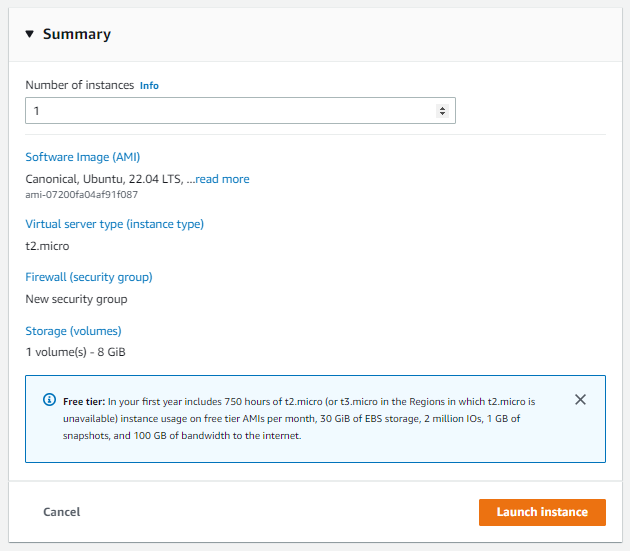 Summary
Number of instances Info
1
Software Image (AMI)
Canonical, Ubuntu, 22.04 LTS, ...read more
ami-07200fa04af91f087
Virtual server type (instance type)
t2.micro
Firewall (security group)
New security group
Storage (volumes)
1 volume(s) - 8 GiB
Free tier: In your first year includes 750 hours of t2.micro (or t3.micro in the Regions in which t2.micro is
unavailable) instance usage on free tier AMIs per month, 30 GiB of EBS storage, 2 million IOs, 1 GB of
snapshots, and 100 GB of bandwidth to the internet.
Cancel
Launch instance